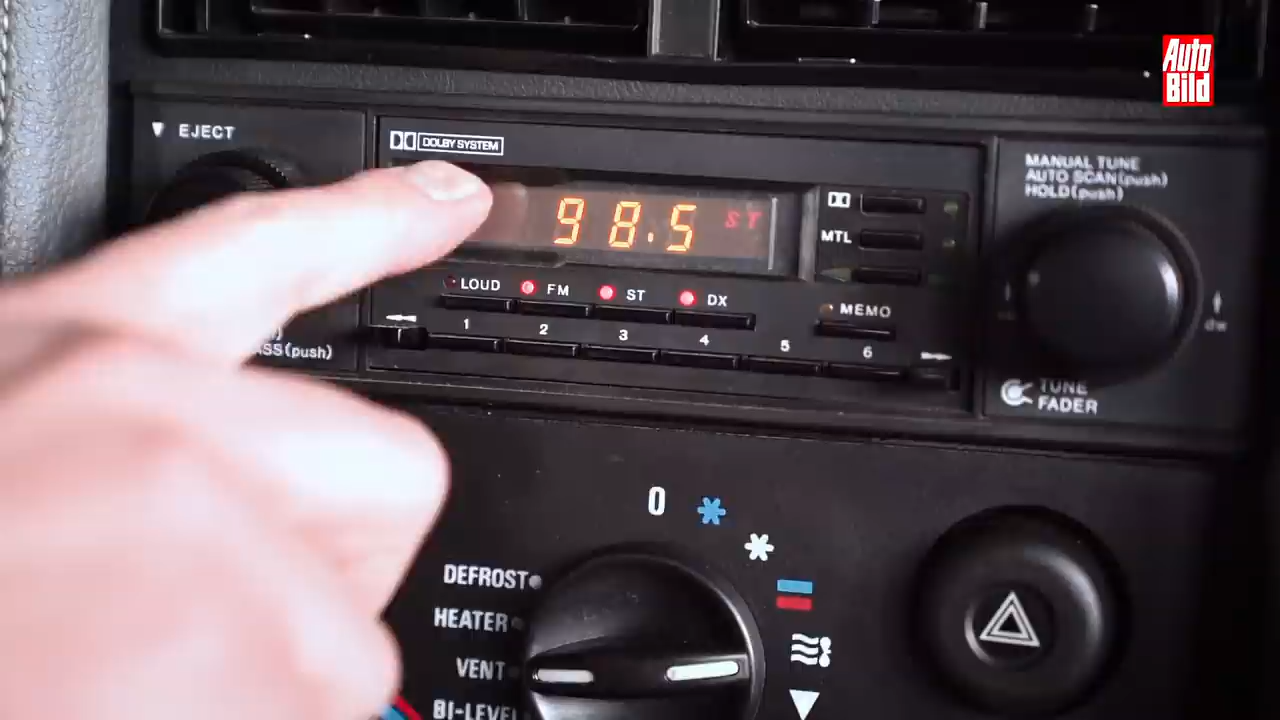 Auto
Bild
EJECT
DOLBY SYSTEM
MANUAL TUNE
AUTO SCAN(push)
HOLD(push)
98.5 ST
MTL
LOUD FM ST DX
MEMO
1 2 3 4 5 6
SS(push)
dw
TUNE
FADER
0
DEFROST
HEATER
VENT
BI-LEVEL